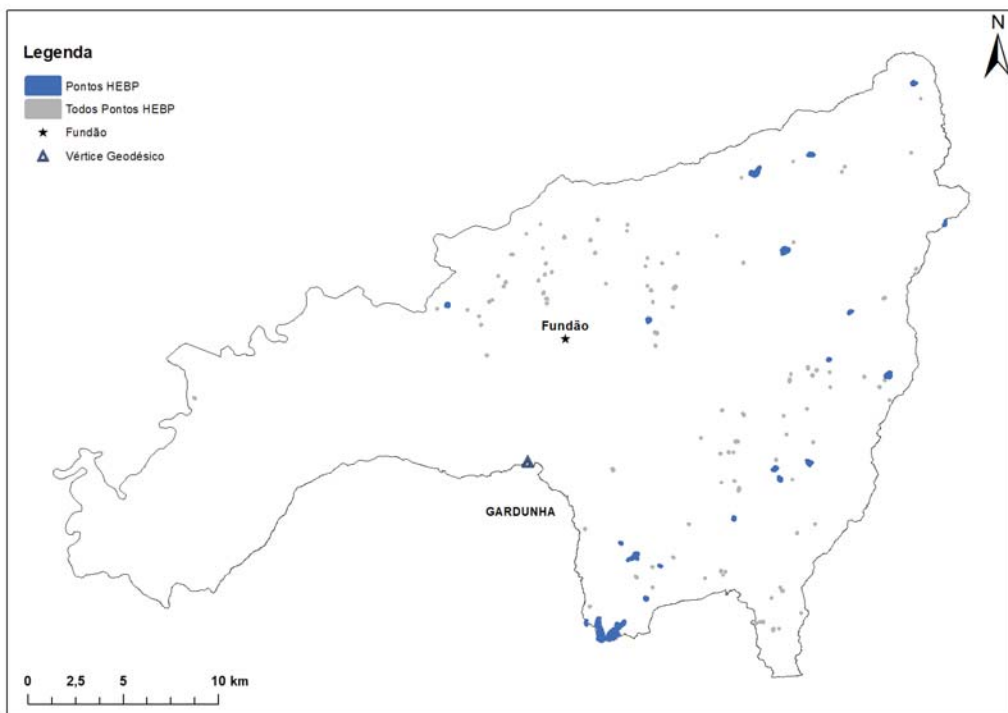 N
Legenda
Pontos HEBP
Todos Pontos HEBP
Fundão
Vértice Geodésico
Fundão
GARDUNHA
0 2,5 5 10 km